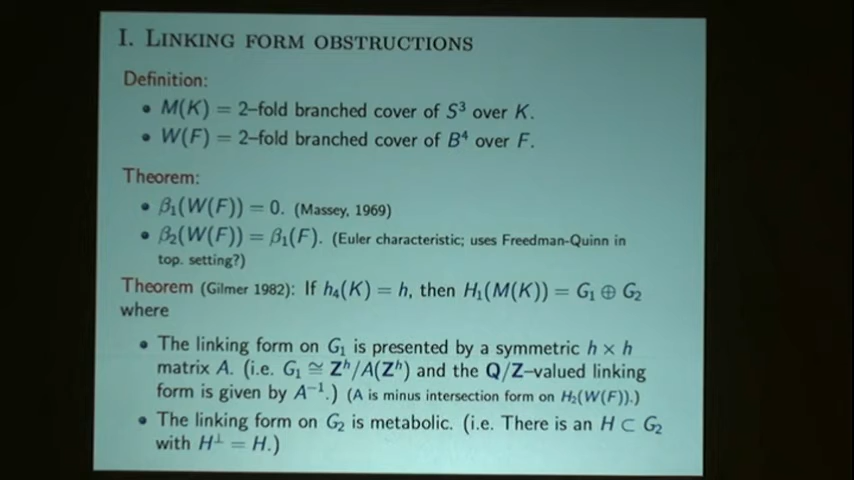 I. Linking form obstructions
Definition:
• M(K) = 2–fold branched cover of S³ over K.
• W(F) = 2–fold branched cover of B⁴ over F.
Theorem:
• β₁(W(F)) = 0. (Massey, 1969)
• β₂(W(F)) = β₁(F). (Euler characteristic; uses Freedman-Quinn in
top. setting?)
Theorem (Gilmer 1982): If h₄(K) = h, then H₁(M(K)) = G₁ ⊕ G₂
where
• The linking form on G₁ is presented by a symmetric h × h
matrix A. (i.e. G₁ ≅ Zʰ/A(Zʰ) and the Q/Z–valued linking
form is given by A⁻¹.) (A is minus intersection form on H₂(W(F)).)
• The linking form on G₂ is metabolic. (i.e. There is an H ⊂ G₂
with H^⊥ = H.)